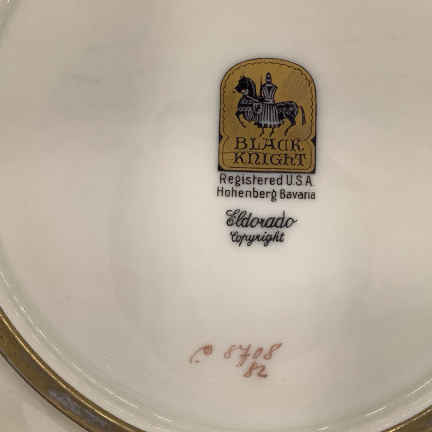 BLACK
KNIGHT
Registered U.S.A.
Hohenberg Bavaria
Eldorado
Copyright
8708
82